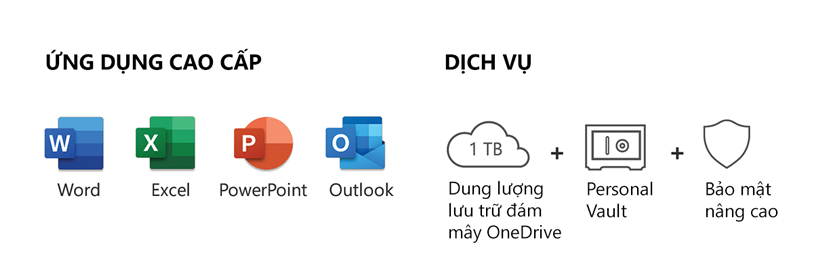 ỨNG DỤNG CAO CẤP
W
X
P
O
Word
Excel
PowerPoint
Outlook
DỊCH VỤ
1 TB
Dung lượng
lưu trữ đám
mây OneDrive
+
Personal
Vault
+
Bảo mật
nâng cao